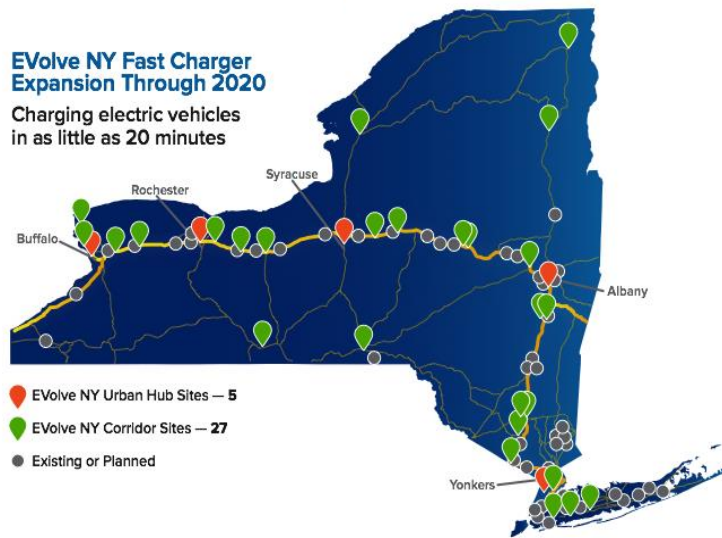 EVolve NY Fast Charger
Expansion Through 2020
Charging electric vehicles
in as little as 20 minutes
Syracuse
Rochester
Buffalo
Albany
EVolve NY Urban Hub Sites — 5
EVolve NY Corridor Sites — 27
Existing or Planned
Yonkers